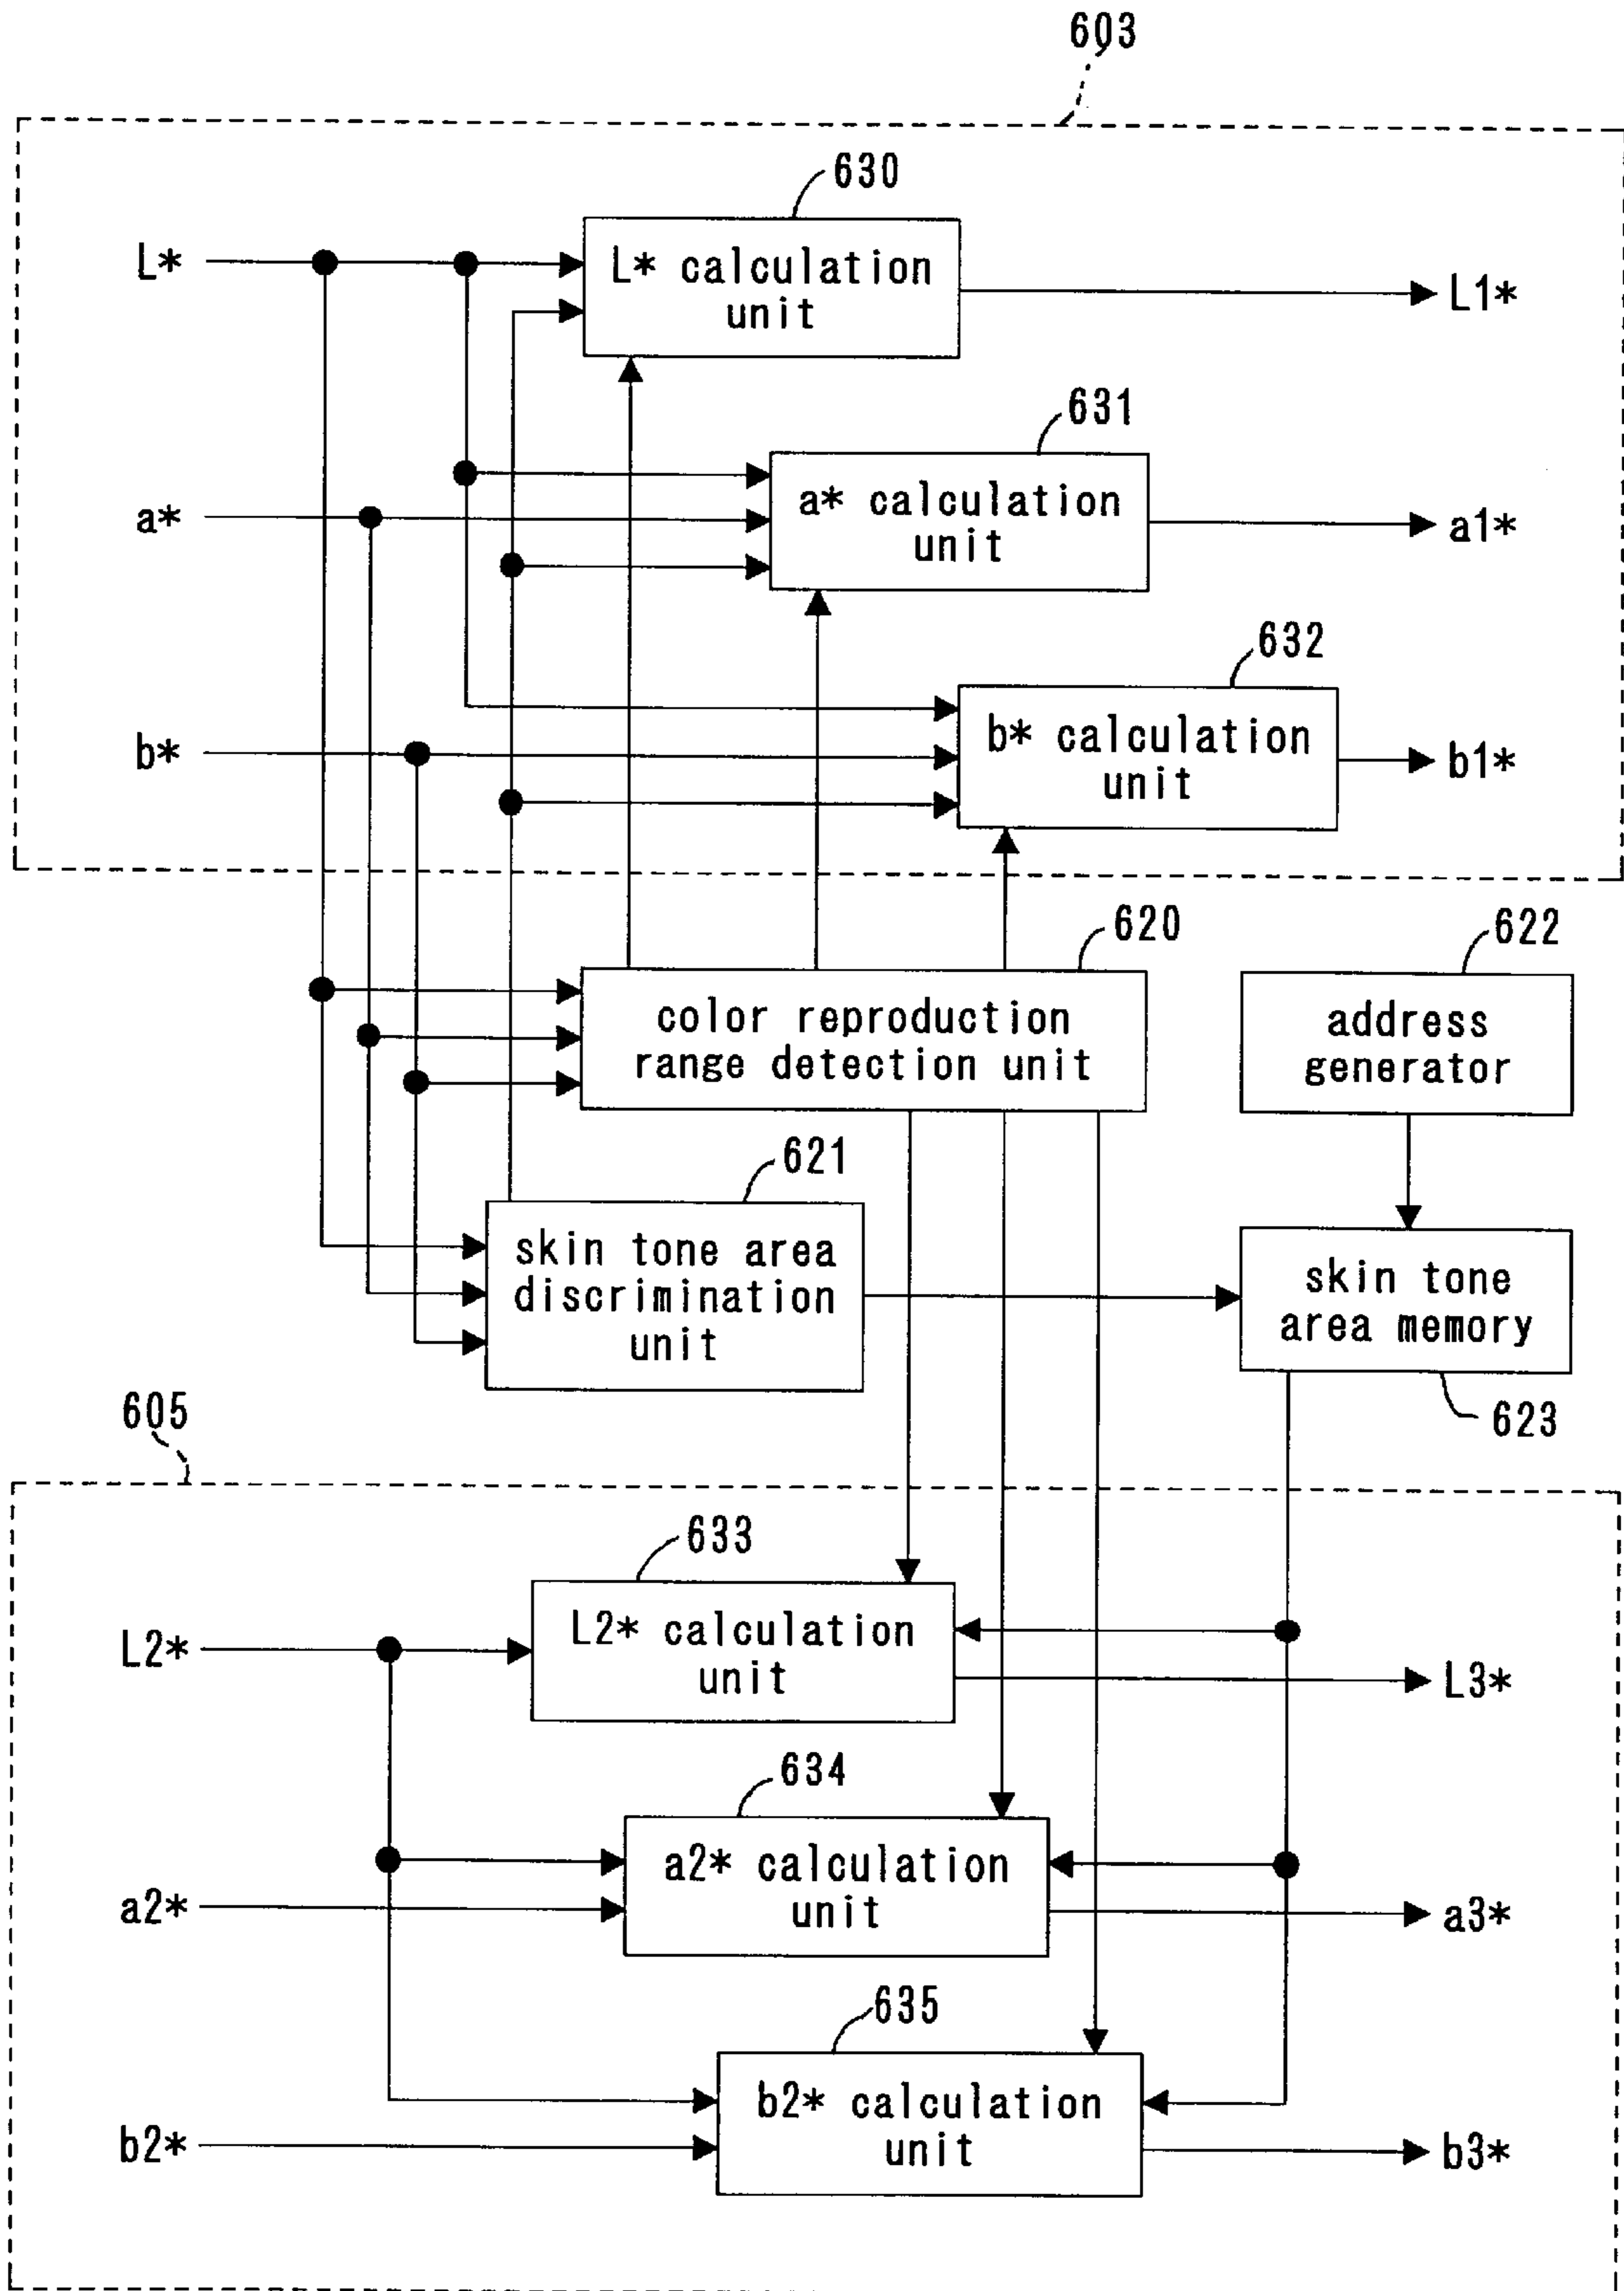 603
630
L*
L* calculation
unit
L1*
631
a*
a* calculation
unit
a1*
632
b*
b* calculation
unit
b1*
620
622
color reproduction
range detection unit
address
generator
621
skin tone area
discrimination
unit
skin tone
area memory
623
605
633
L2*
L2* calculation
unit
L3*
634
a2*
a2* calculation
unit
a3*
635
b2*
b2* calculation
unit
b3*